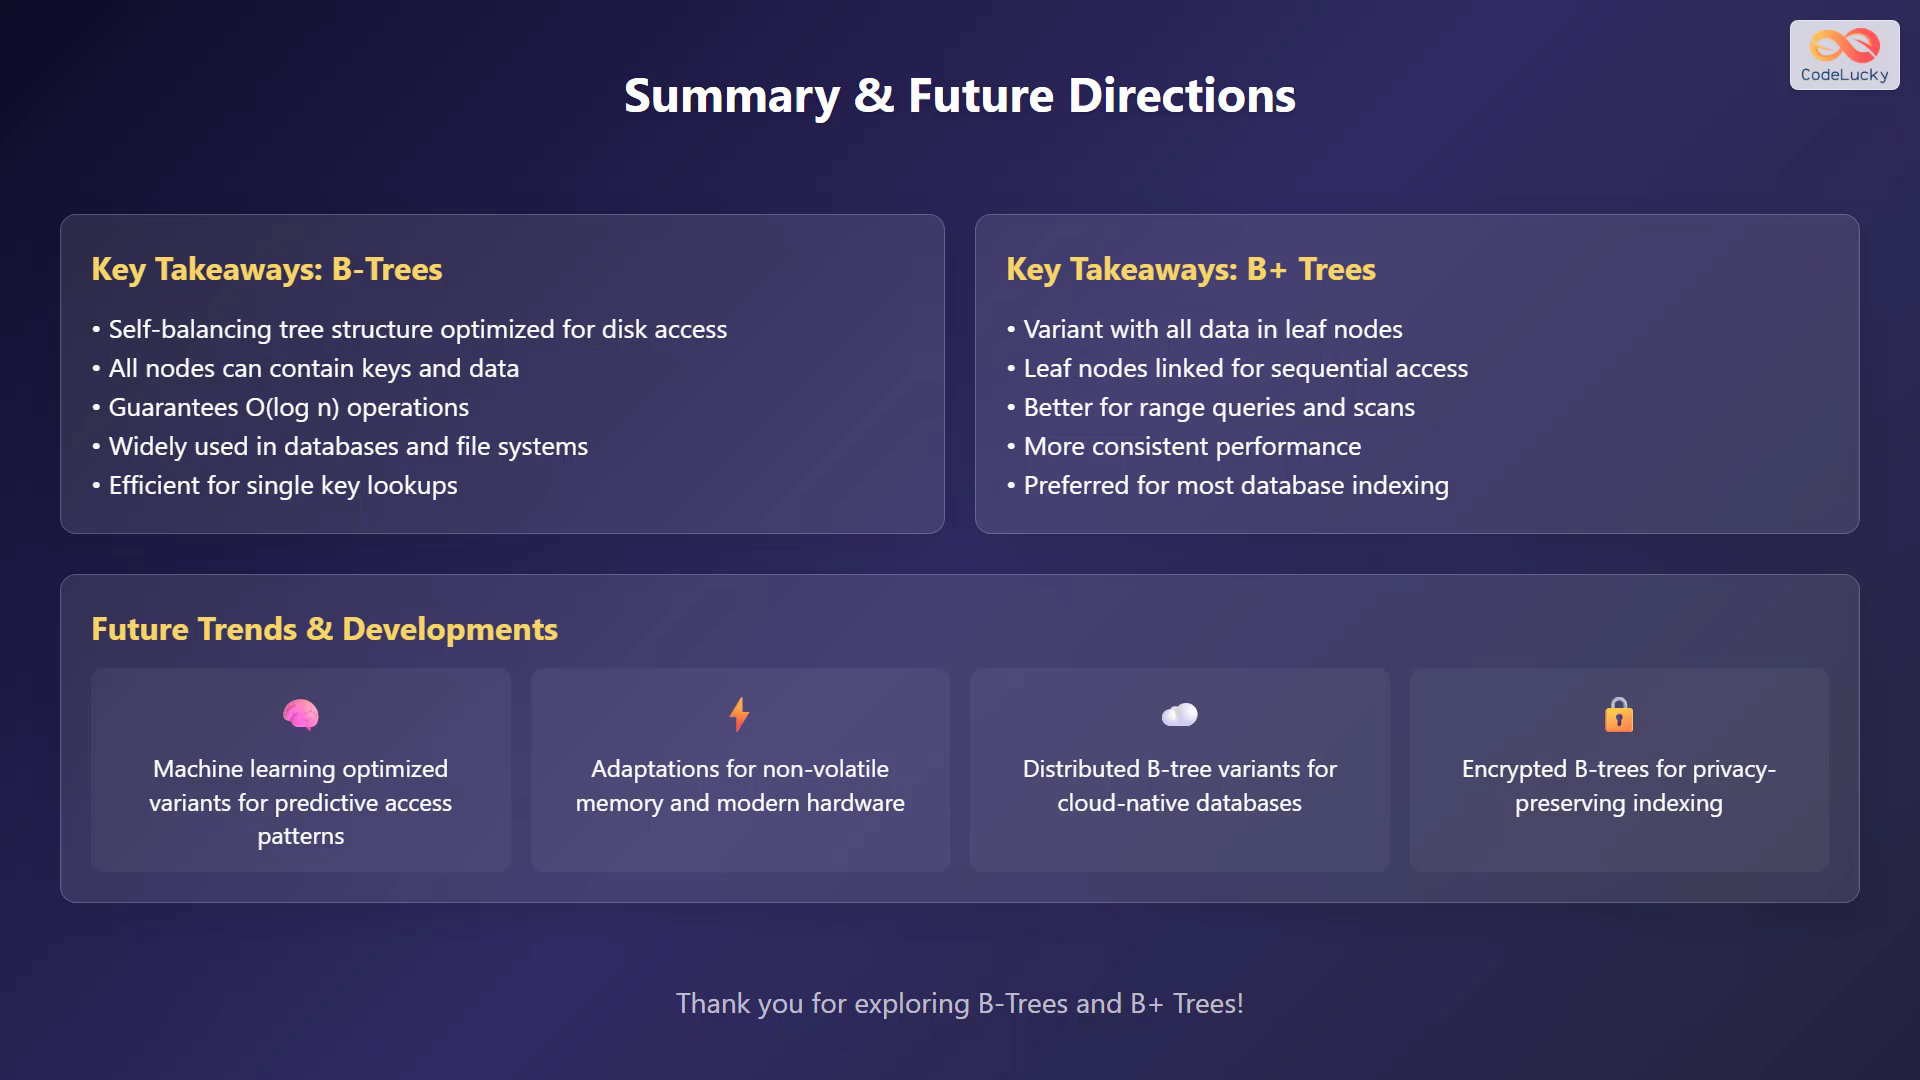 CodeLucky
Summary & Future Directions
Key Takeaways: B-Trees
• Self-balancing tree structure optimized for disk access
• All nodes can contain keys and data
• Guarantees O(log n) operations
• Widely used in databases and file systems
• Efficient for single key lookups
Key Takeaways: B+ Trees
• Variant with all data in leaf nodes
• Leaf nodes linked for sequential access
• Better for range queries and scans
• More consistent performance
• Preferred for most database indexing
Future Trends & Developments
Machine learning optimized
variants for predictive access
patterns
Adaptations for non-volatile
memory and modern hardware
Distributed B-tree variants for
cloud-native databases
Encrypted B-trees for privacy-
preserving indexing
Thank you for exploring B-Trees and B+ Trees!